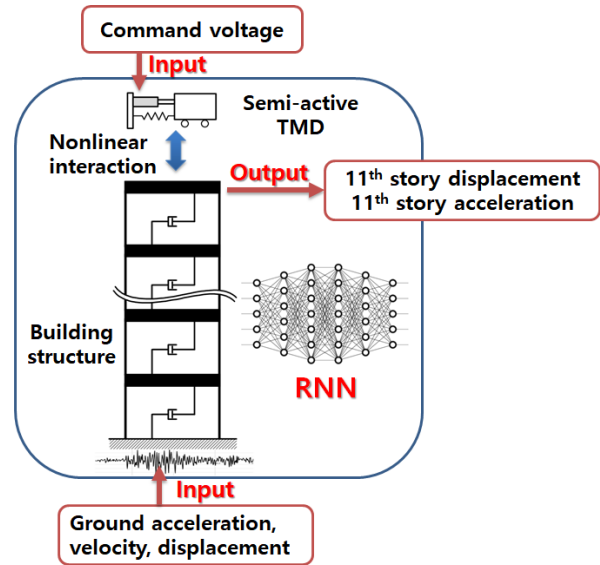 Command voltage
Input
Semi-active
TMD
Nonlinear
interaction
Output
11th story displacement
11th story acceleration
Building
structure
RNN
Input
Ground acceleration,
velocity, displacement